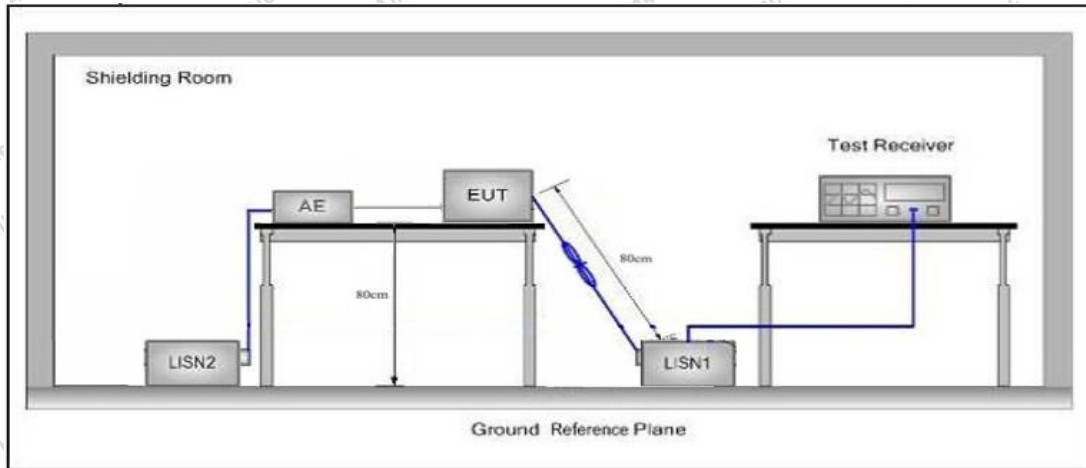 Shielding Room
Test Receiver
EUT
AE
80cm
80cm
LISN2
LISN1
Ground Reference Plane